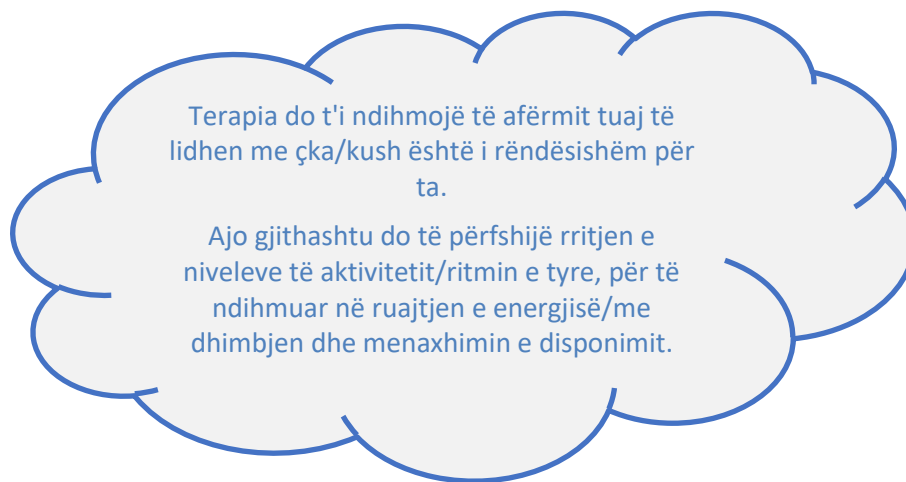 Terapia do t'i ndihmojë të afërmit tuaj të
lidhen me çka/kush është i rëndësishëm për
ta.
Ajo gjithashtu do të përfshijë rritjen e
niveleve të aktivitetit/ritmin e tyre, për të
ndihmuar në ruajtjen e energjisë/me
dhimbjen dhe menaxhimin e disponimit.